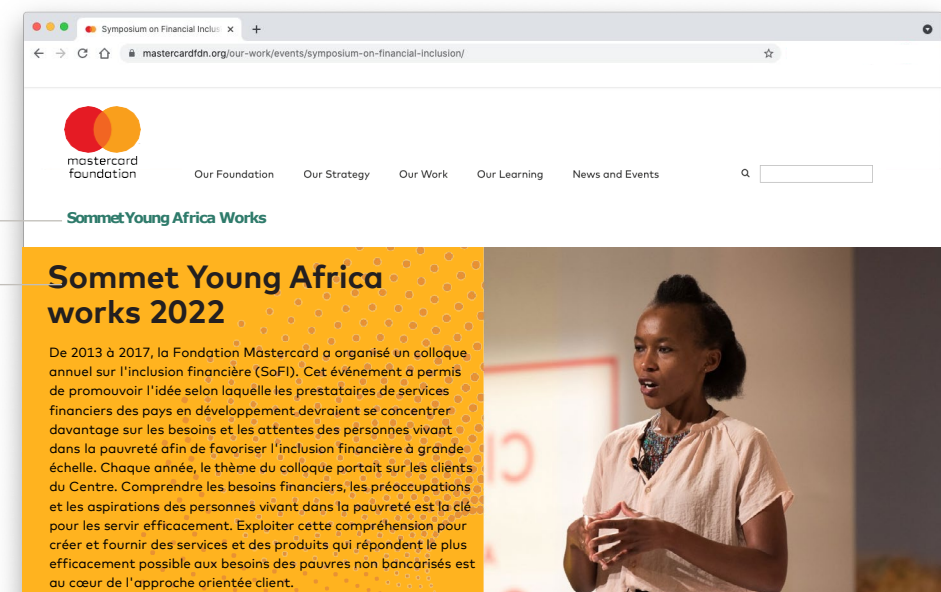 Symposium on Financial Inclus
mastercardfdn.org/our-work/events/symposium-on-financial-inclusion/
mastercard
foundation
Our Foundation Our Strategy Our Work Our Learning News and Events
Sommet Young Africa Works
Sommet Young Africa
works 2022
De 2013 à 2017, la Fondation Mastercard a organisé un colloque
annuel sur l'inclusion financière (SoFI). Cet événement a permis
de promouvoir l'idée selon laquelle les prestataires de services
financiers des pays en développement devraient se concentrer
davantage sur les besoins et les attentes des personnes vivant
dans la pauvreté afin de favoriser l'inclusion financière à grande
échelle. Chaque année, le thème du colloque portait sur les clients
du Centre. Comprendre les besoins financiers, les préoccupations
et les aspirations des personnes vivant dans la pauvreté est la clé
pour les servir efficacement. Exploiter cette compréhension pour
créer et fournir des services et des produits qui répondent le plus
efficacement possible aux besoins des pauvres non bancarisés est
au cœur de l'approche orientée client.